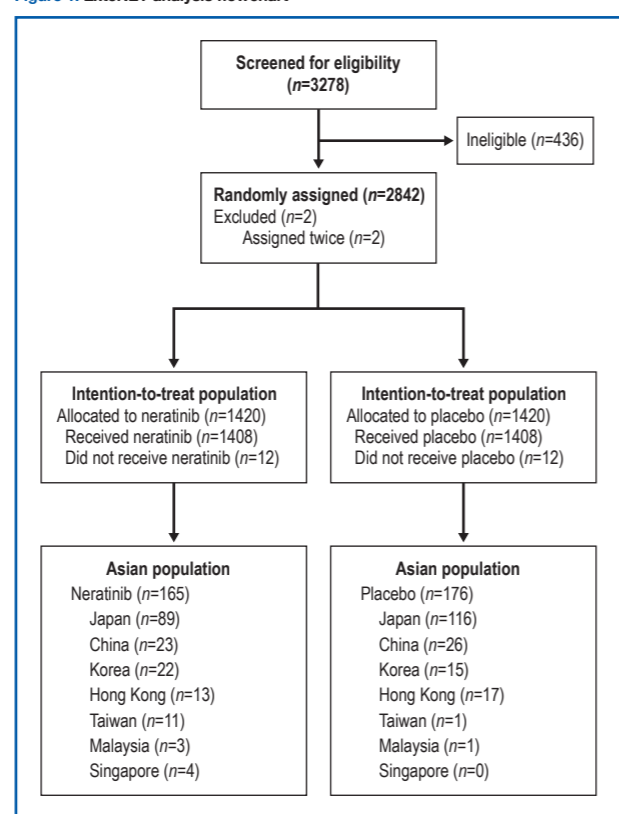 Screened for eligibility
(n=3278)
Ineligible (n=436)
Randomly assigned (n=2842)
Excluded (n=2)
Assigned twice (n=2)
Intention-to-treat population
Allocated to neratinib (n=1420)
Received neratinib (n=1408)
Did not receive neratinib (n=12)
Intention-to-treat population
Allocated to placebo (n=1420)
Received placebo (n=1408)
Did not receive placebo (n=12)
Asian population
Neratinib (n=165)
Japan (n=89)
China (n=23)
Korea (n=22)
Hong Kong (n=13)
Taiwan (n=11)
Malaysia (n=3)
Singapore (n=4)
Asian population
Placebo (n=176)
Japan (n=116)
China (n=26)
Korea (n=15)
Hong Kong (n=17)
Taiwan (n=1)
Malaysia (n=1)
Singapore (n=0)